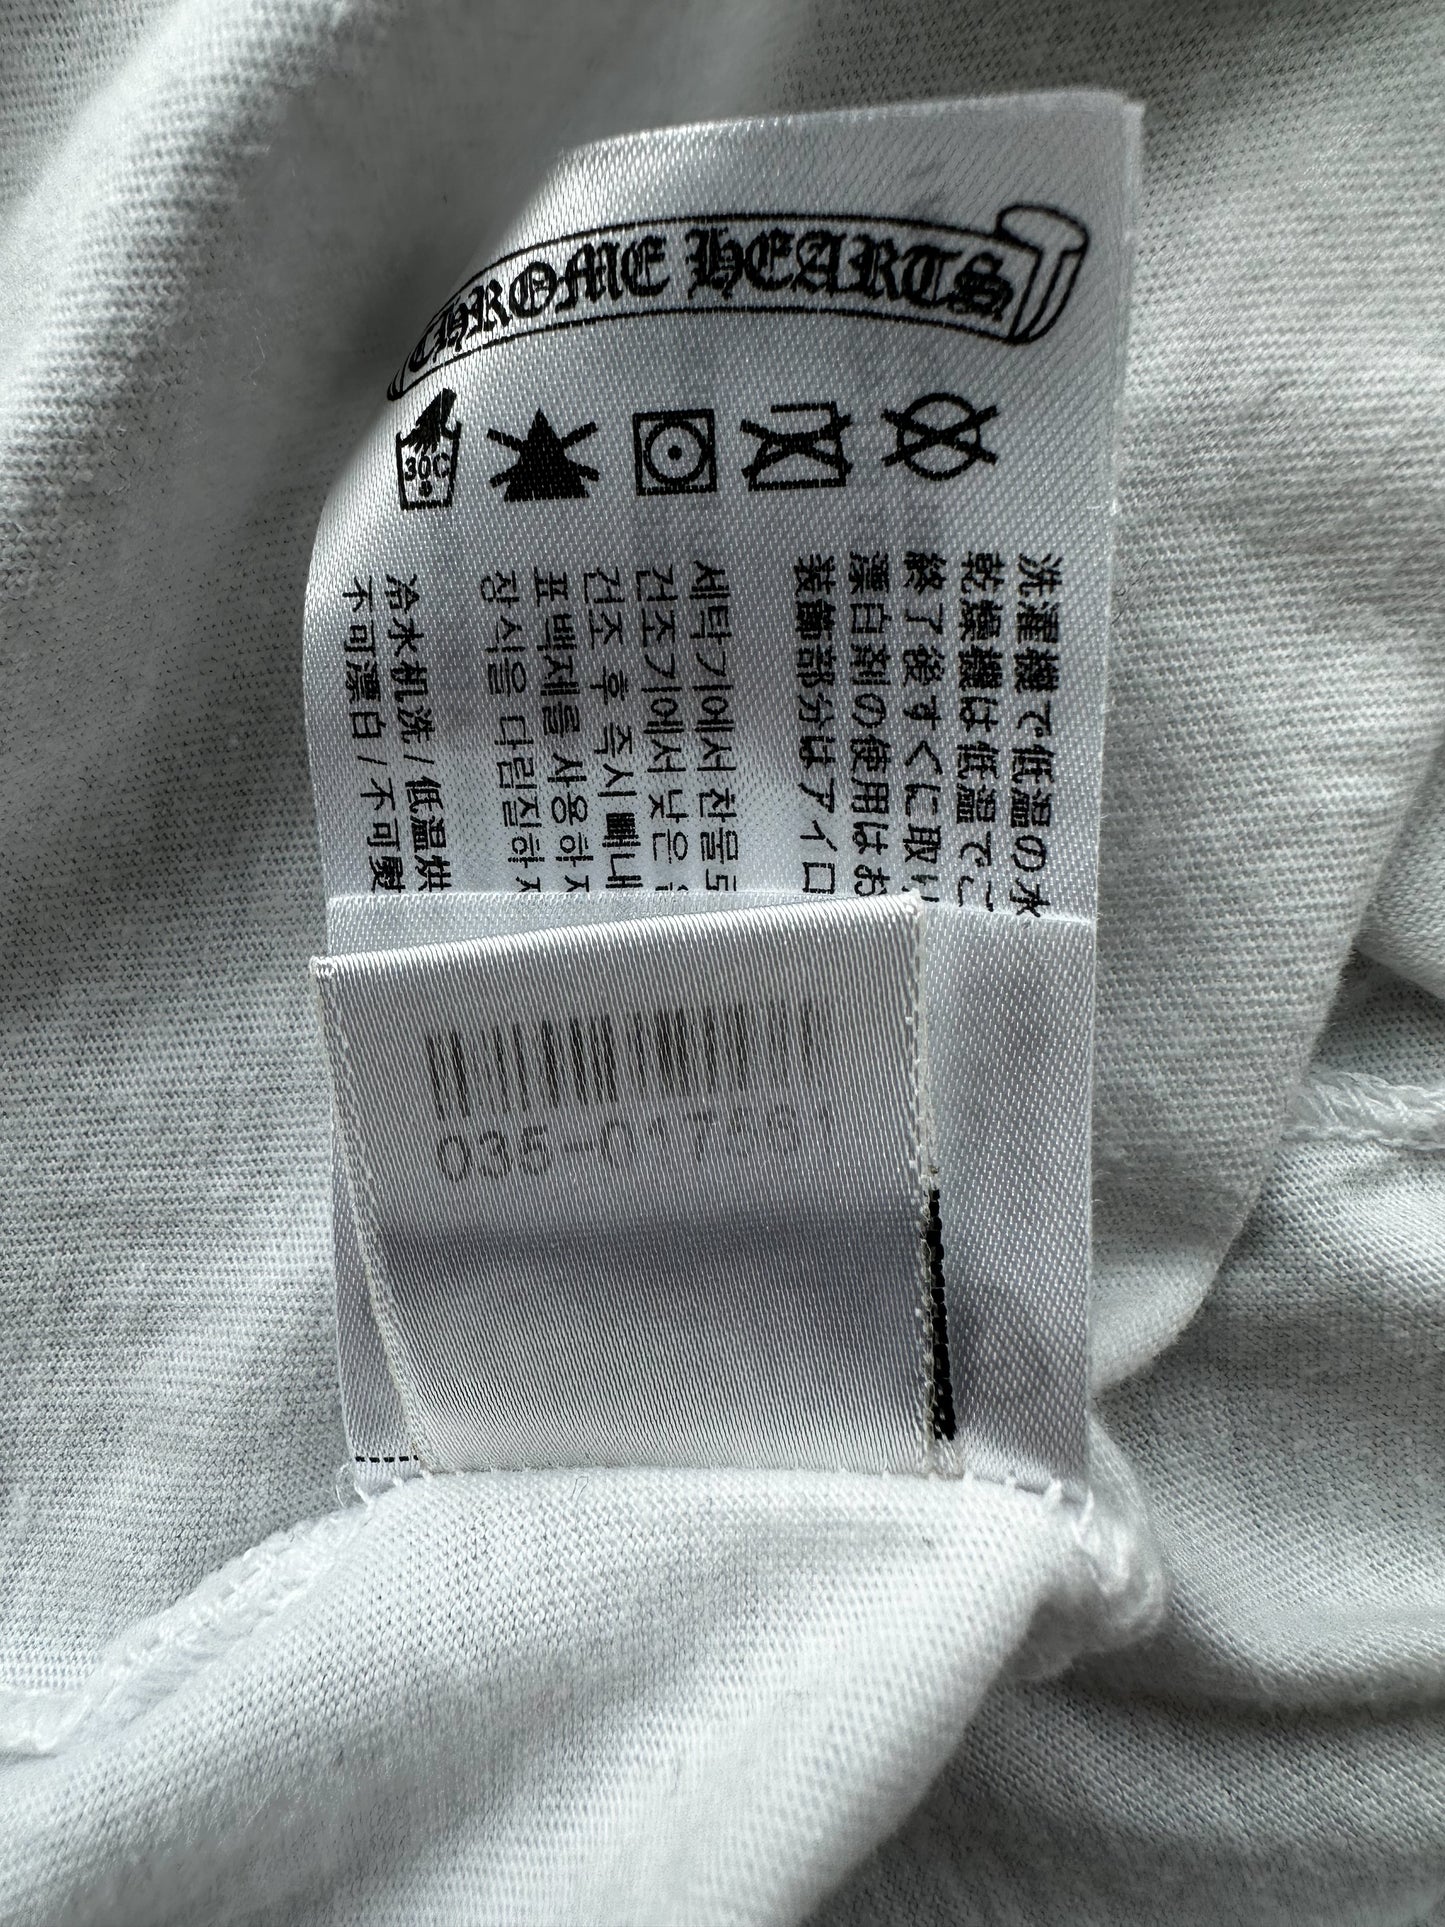 CHROME HEARTS
30C
洗濯機で低温の水
乾燥機は低温でご
終了後すぐに取り
漂白剤の使用はお
装飾部分はアイロ
세탁기에서 찬물로
건조기에서 낮은
건조 후 즉시 빼내
표백제를 사용하지
장식을 다림질하지
冷水机洗 / 低温烘
不可漂白 / 不可熨